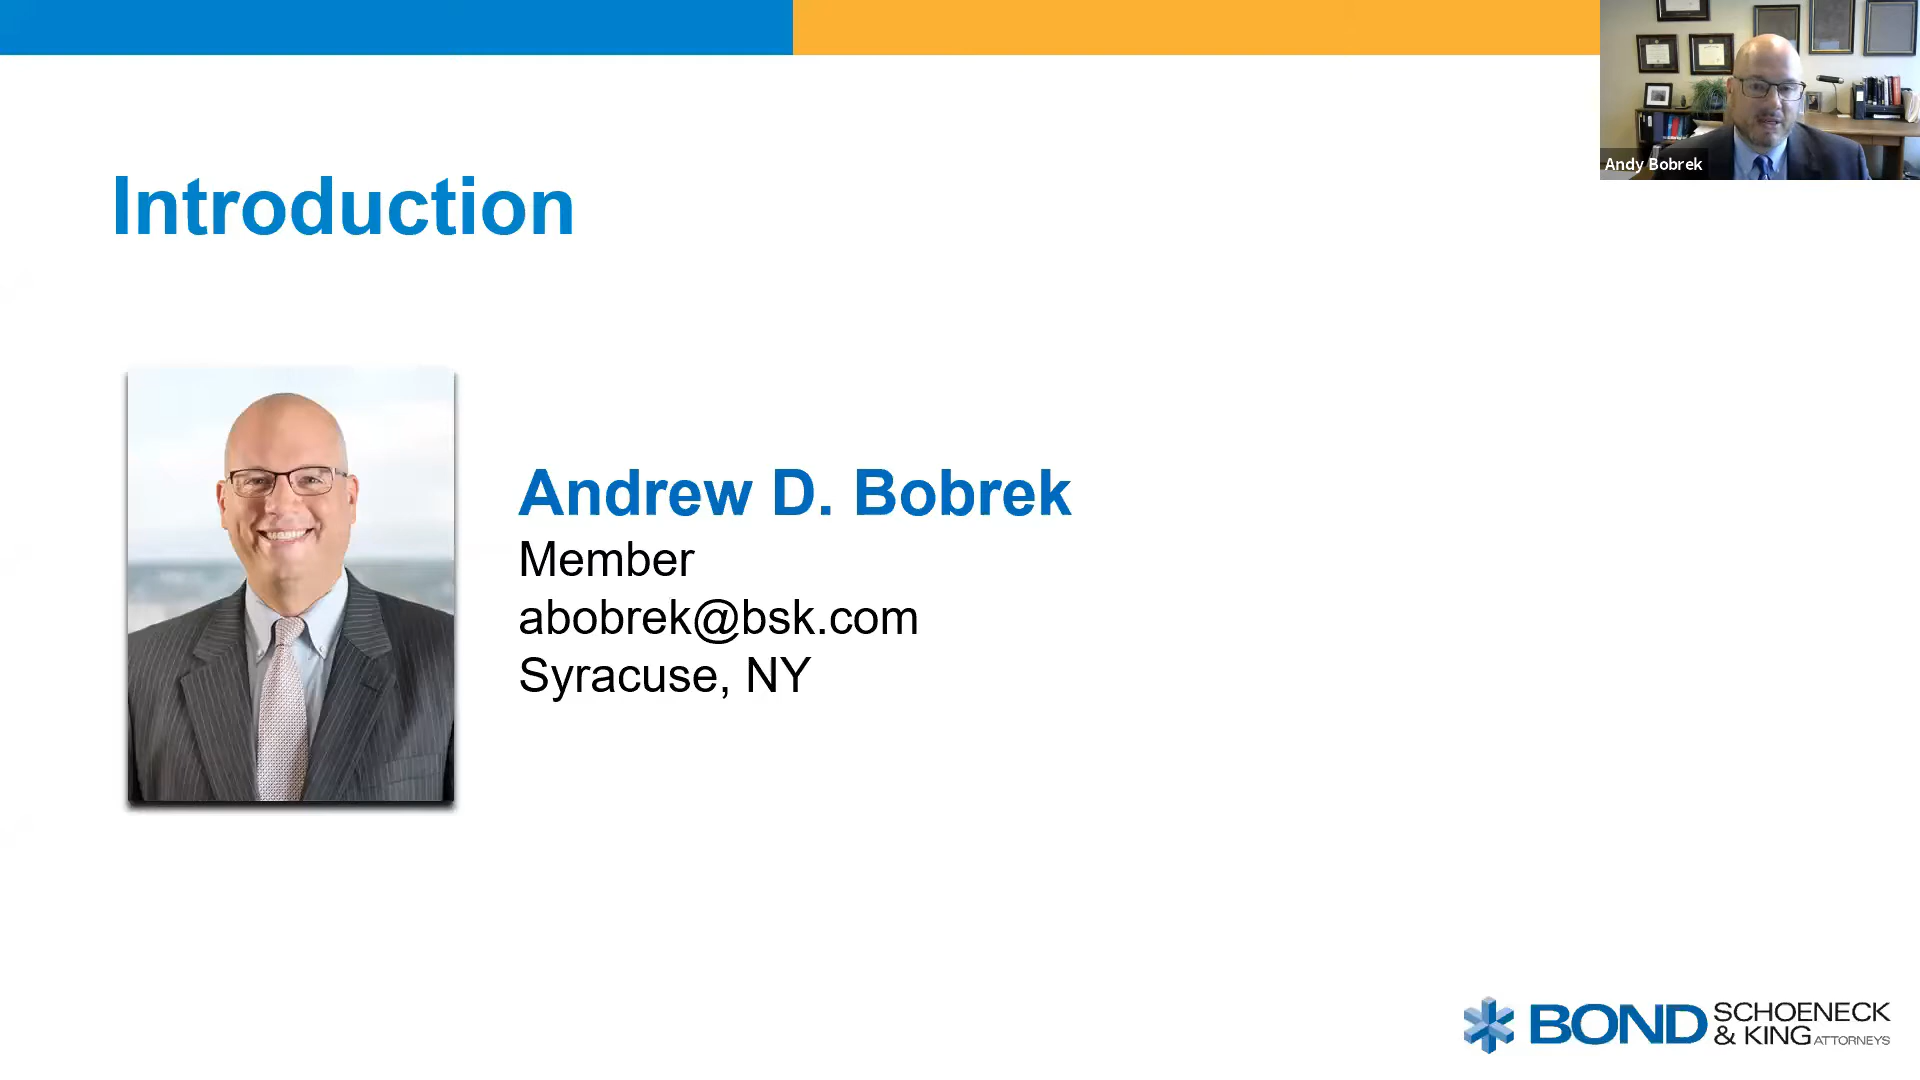 Andy Bobrek
Introduction
Andrew D. Bobrek
Member
abobrek@bsk.com
Syracuse, NY
BOND SCHOENECK
& KING ATTORNEYS